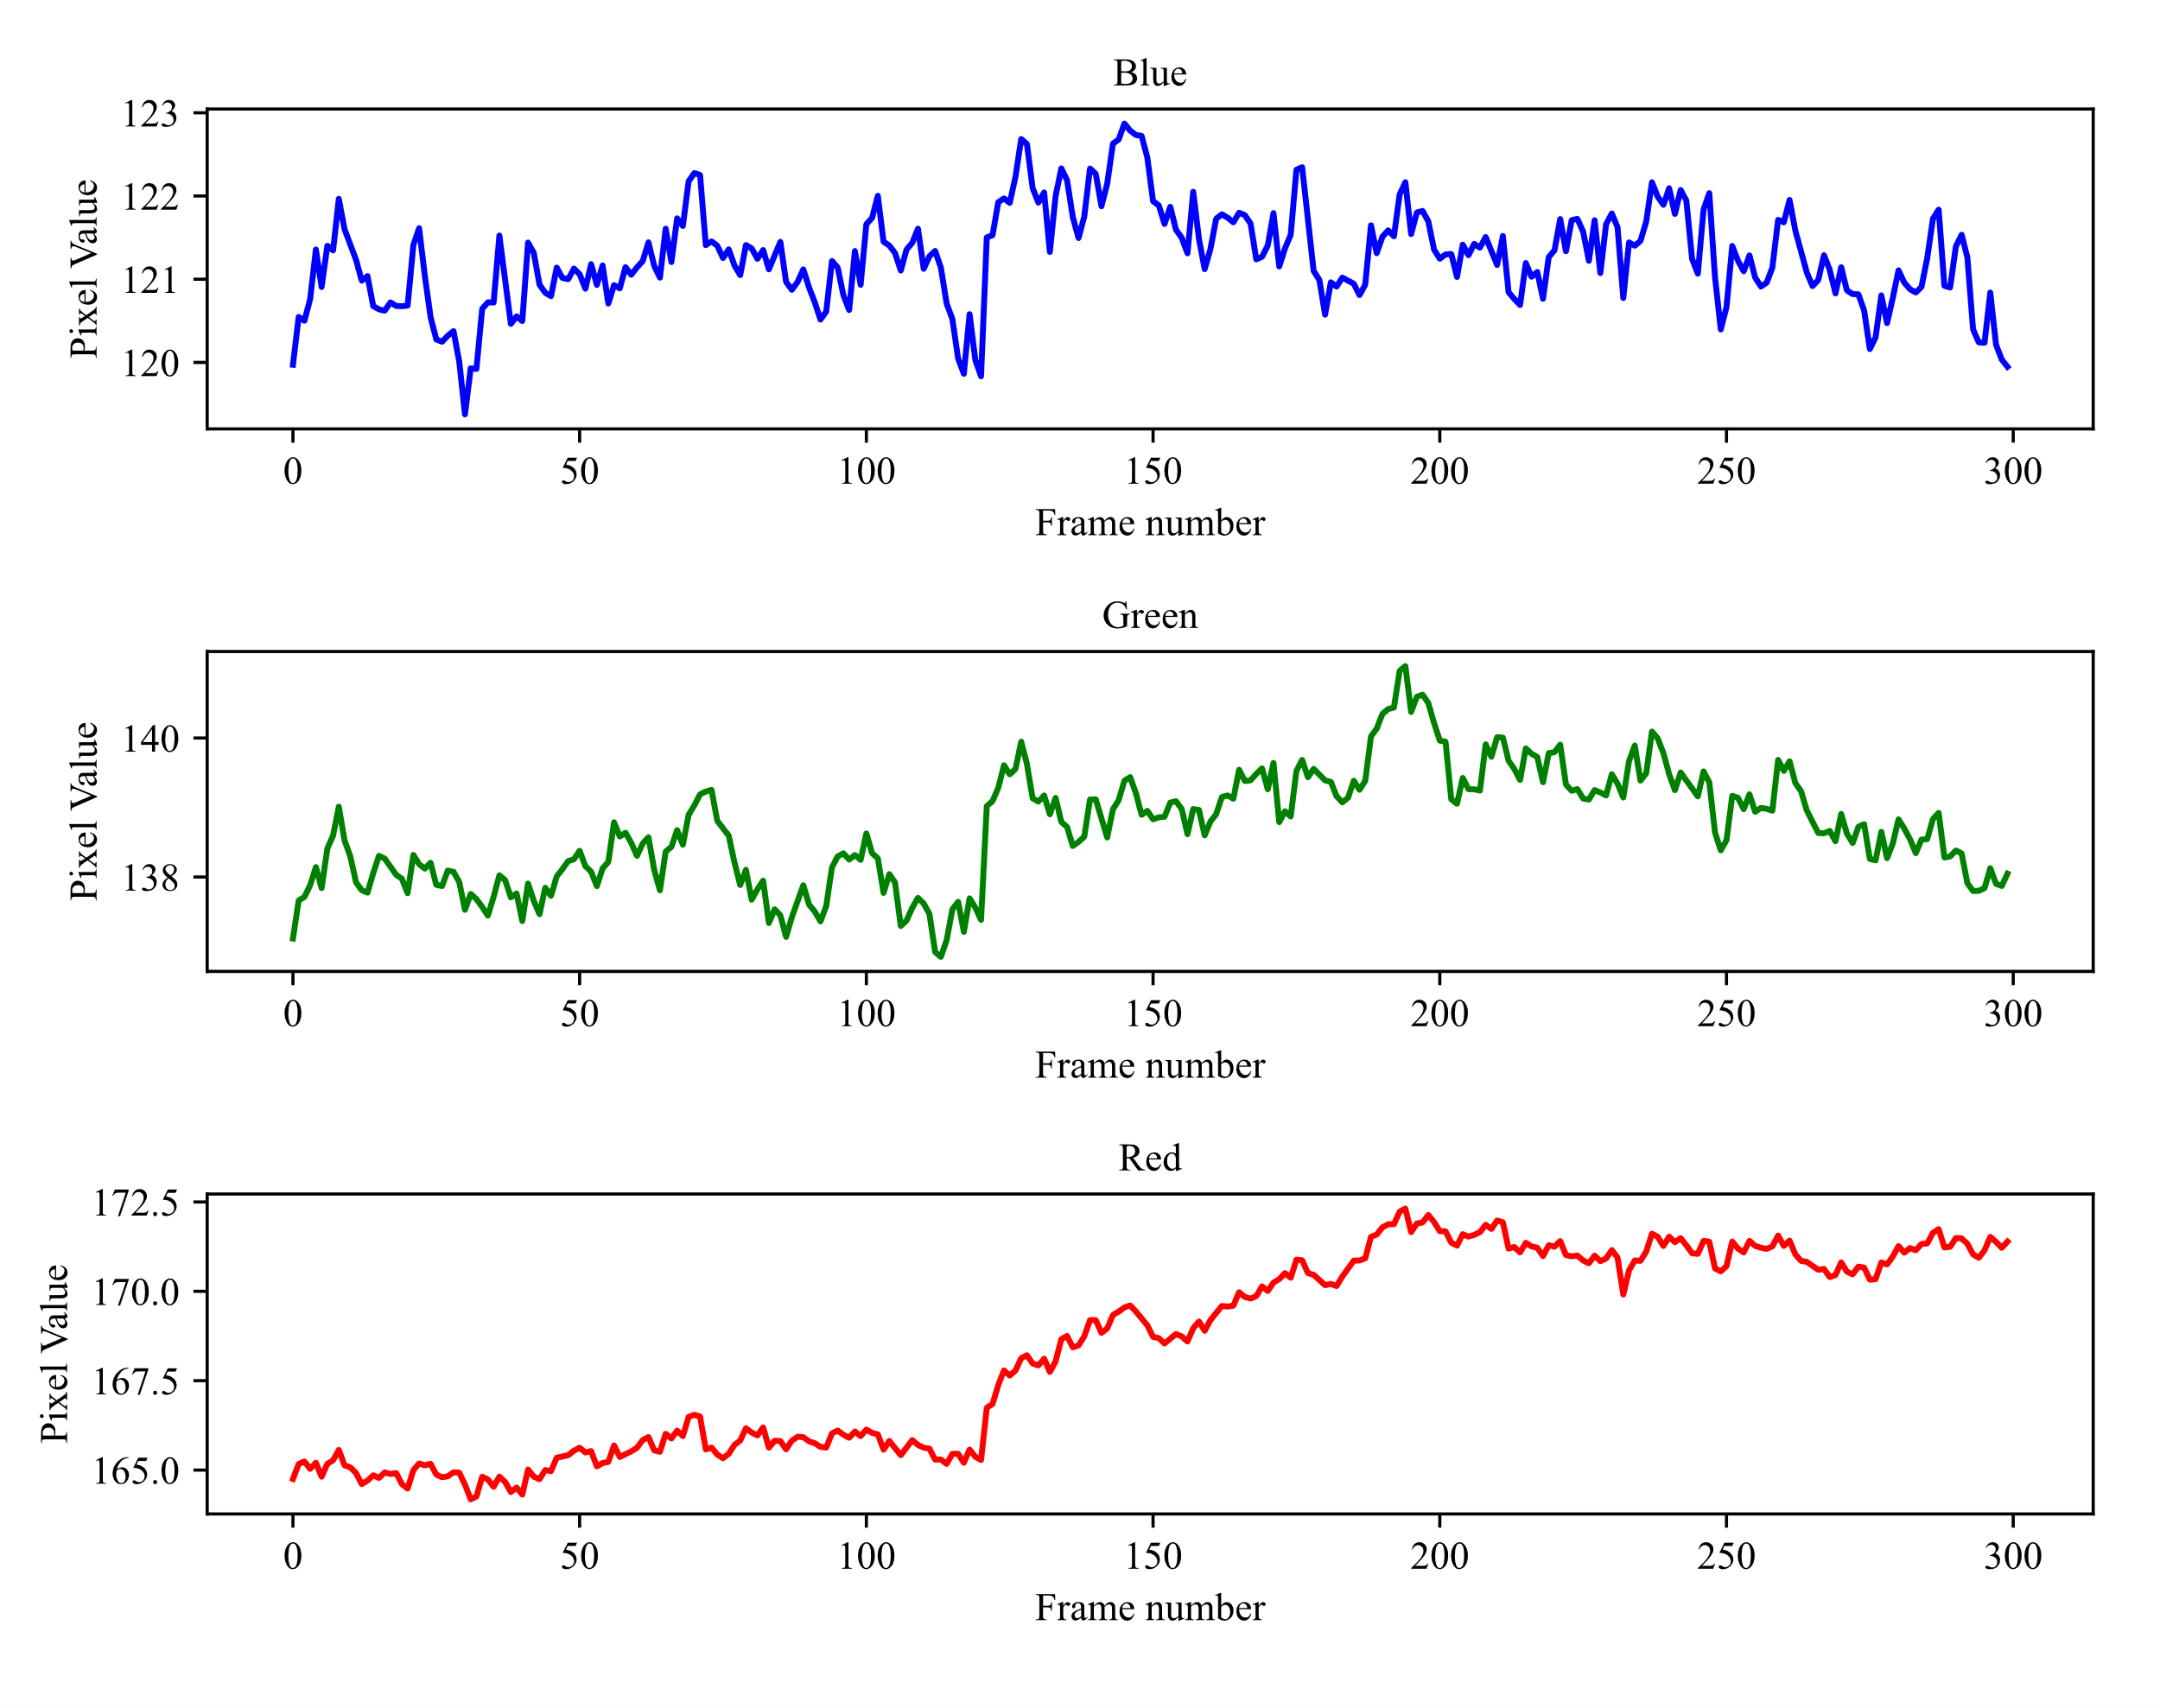 Blue
Pixel Value
123
122
121
120
0 50 100 150 200 250 300
Frame number
Green
Pixel Value
140
138
0 50 100 150 200 250 300
Frame number
Red
Pixel Value
172.5
170.0
167.5
165.0
0 50 100 150 200 250 300
Frame number